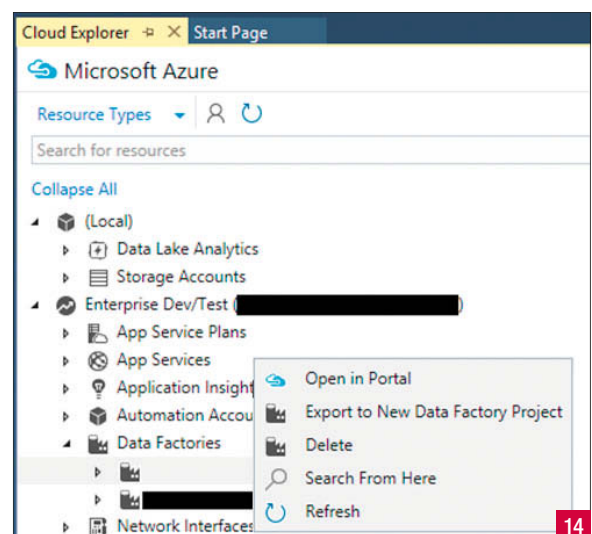 Cloud Explorer Start Page
Microsoft Azure
Resource Types
Search for resources
Collapse All
(Local)
Data Lake Analytics
Storage Accounts
Enterprise Dev/Test ( )
App Service Plans
App Services
Application Insight
Automation Accou
Data Factories
Network Interfaces
Open in Portal
Export to New Data Factory Project
Delete
Search From Here
Refresh
14